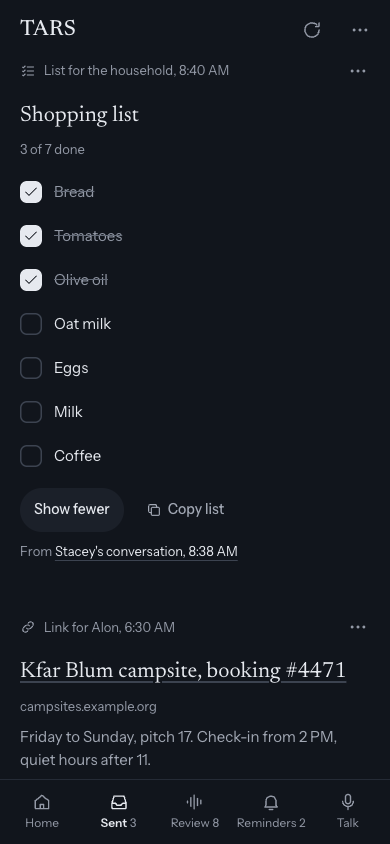 TARS
List for the household, 8:40 AM
Shopping list
3 of 7 done
Bread
Tomatoes
Olive oil
Oat milk
Eggs
Milk
Coffee
Show fewer
Copy list
From Stacey's conversation, 8:38 AM
Link for Alon, 6:30 AM
Kfar Blum campsite, booking #4471
campsites.example.org
Friday to Sunday, pitch 17. Check-in from 2 PM,
quiet hours after 11.
Home
Sent 3
Review 8
Reminders 2
Talk